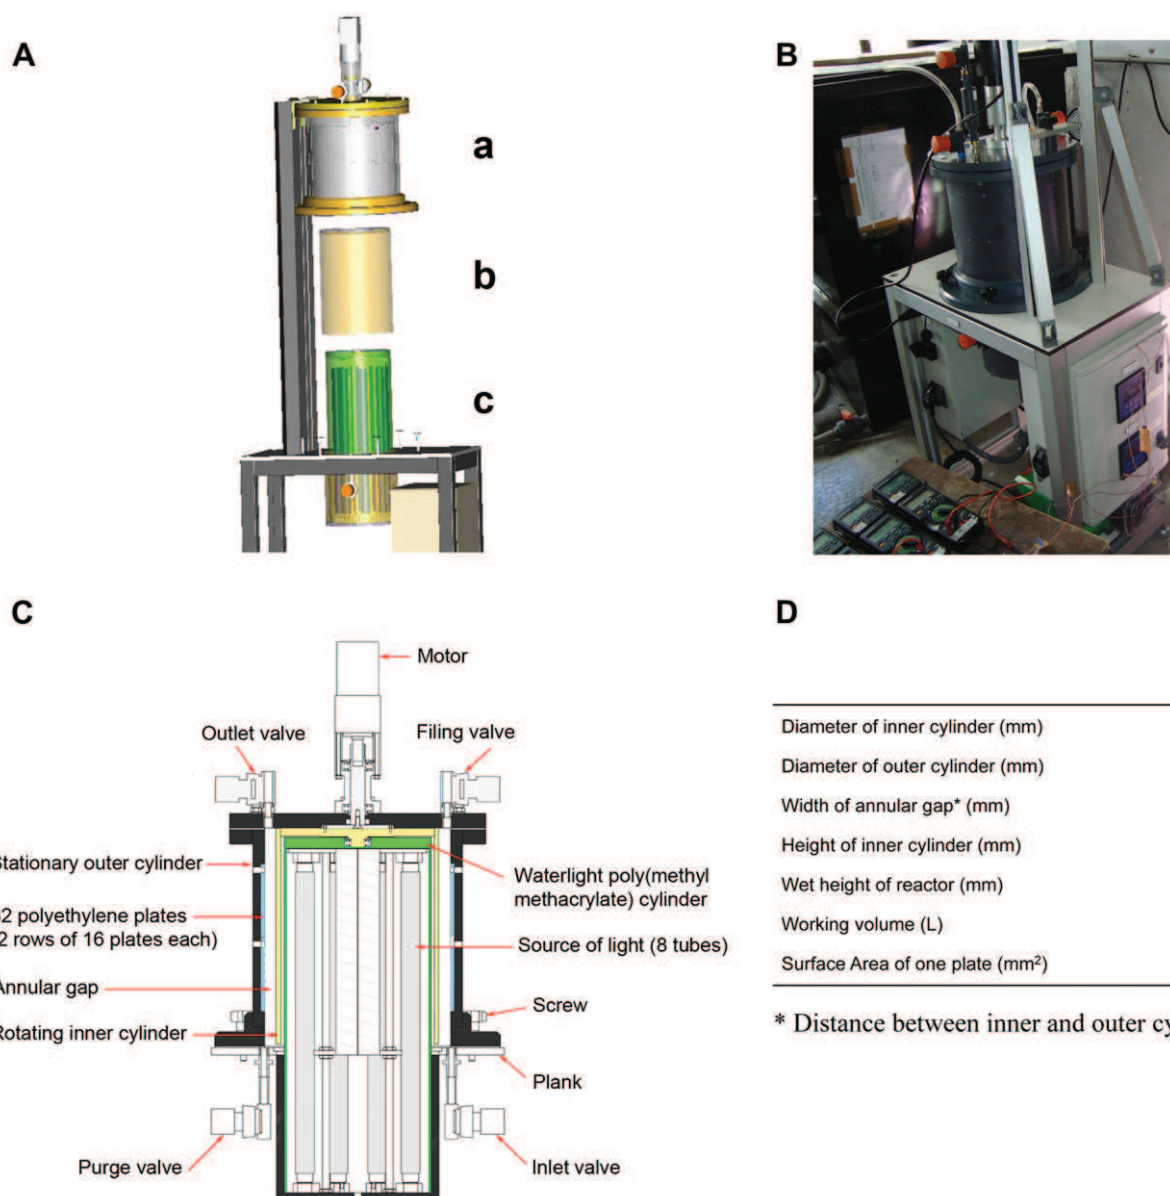 A
B
a
b
c
C
D
Motor
Outlet valve
Filing valve
Stationary outer cylinder
Waterlight poly(methyl
methacrylate) cylinder
32 polyethylene plates
(2 rows of 16 plates each)
Source of light (8 tubes)
Annular gap
Screw
Rotating inner cylinder
Plank
Purge valve
Inlet valve
Diameter of inner cylinder (mm)
Diameter of outer cylinder (mm)
Width of annular gap* (mm)
Height of inner cylinder (mm)
Wet height of reactor (mm)
Working volume (L)
Surface Area of one plate (mm²)
* Distance between inner and outer cy